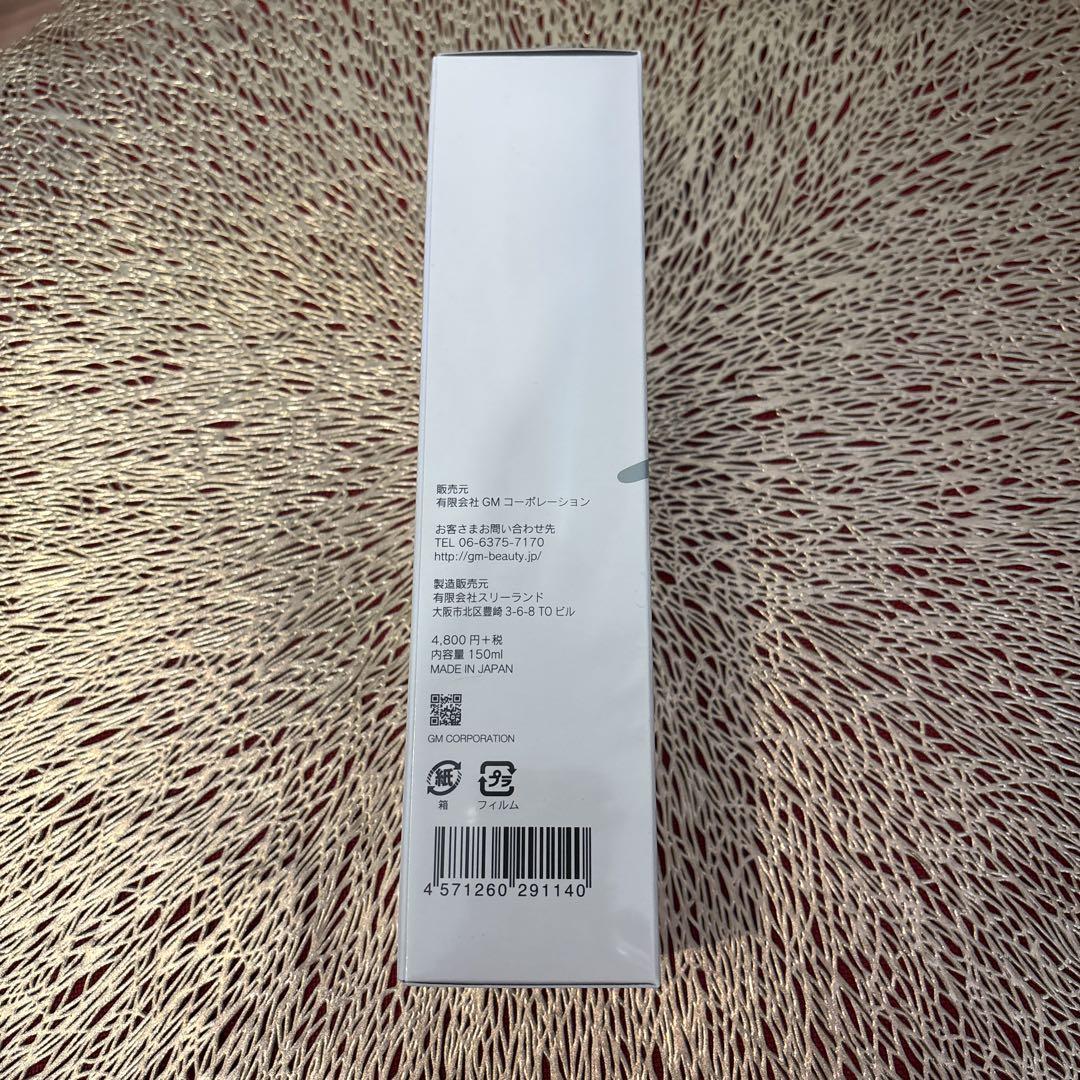 販売元
有限会社 GM コーポレーション
お客さまお問い合わせ先
TEL 06-6375-7170
http://gm-beauty.jp/
製造販売元
有限会社スリーランド
大阪市北区豊崎 3-6-8 TO ビル
4,800 円+税
内容量 150ml
MADE IN JAPAN
GM CORPORATION
紙 プラ
箱 フィルム
4 571260 291140